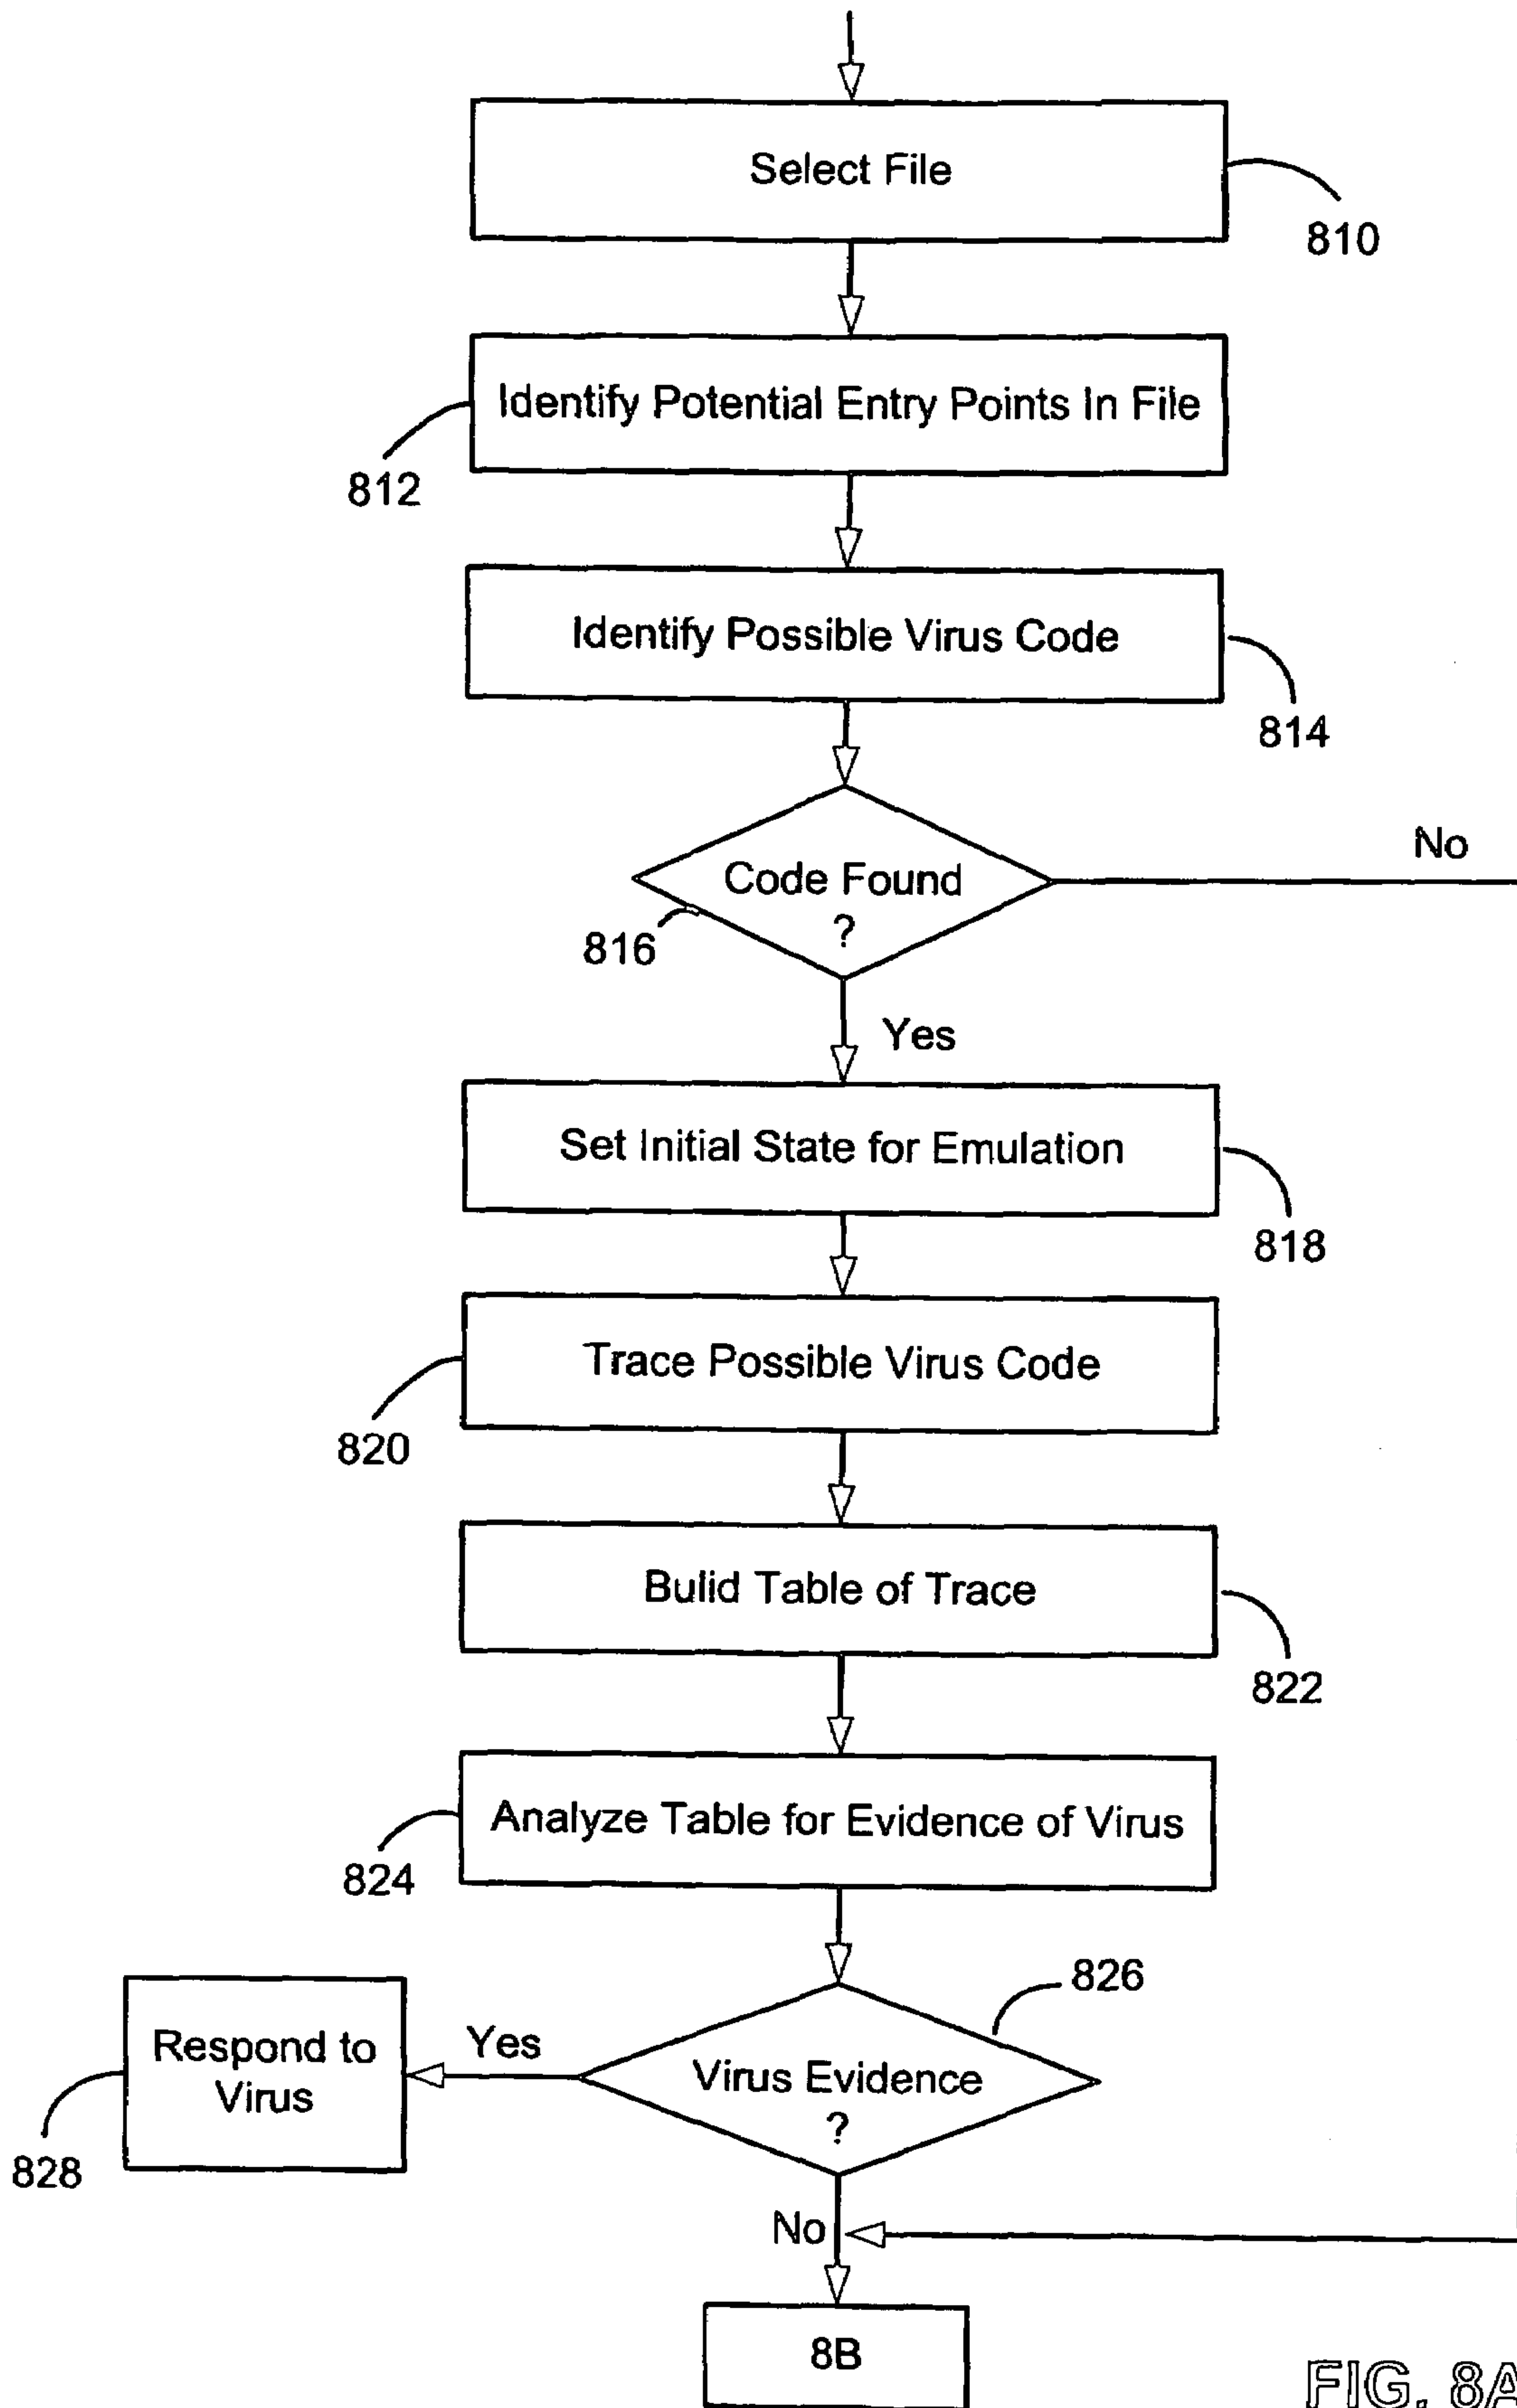 Select File
810
Identify Potential Entry Points In File
812
Identify Possible Virus Code
814
No
Code Found
?
816
Yes
Set Initial State for Emulation
818
Trace Possible Virus Code
820
Bulid Table of Trace
822
Analyze Table for Evidence of Virus
824
826
Respond to
Virus
Yes
Virus Evidence
?
828
No
8B
FIG. 8A